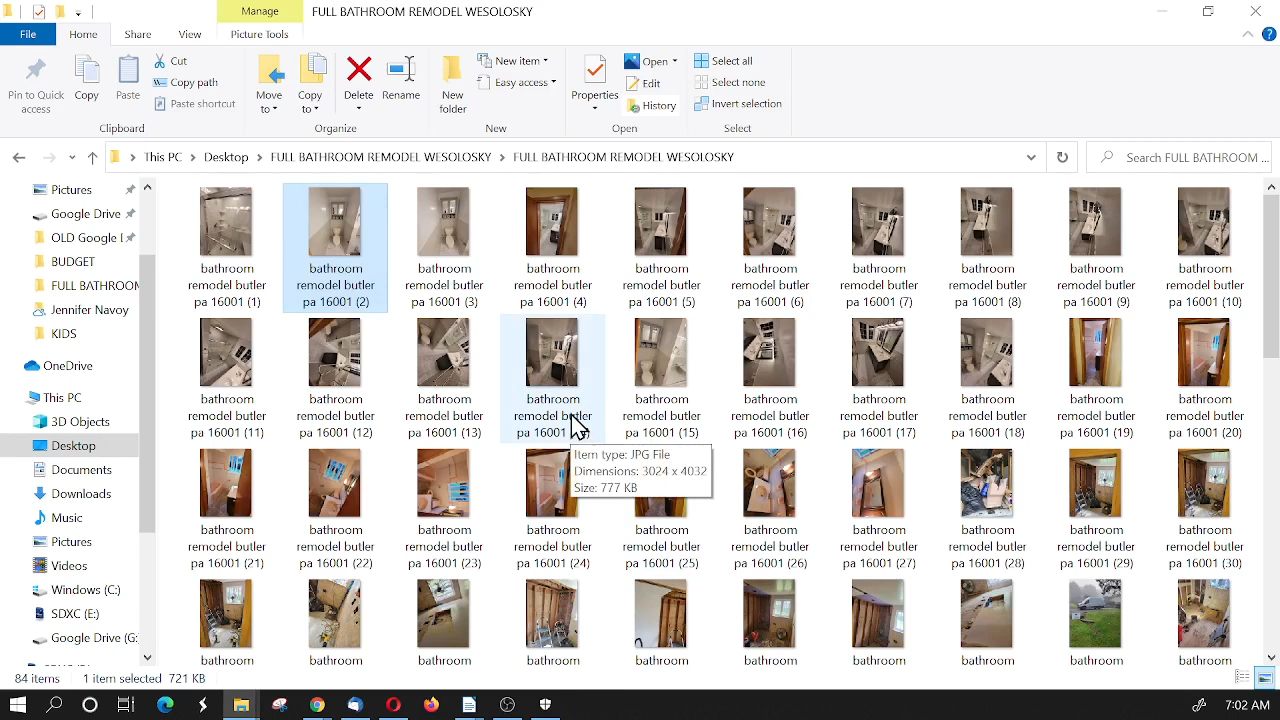 Manage
FULL BATHROOM REMODEL WESOLOSKY
File
Home
Share
View
Picture Tools
Pin to Quick
access
Copy
Paste
Cut
Copy path
Paste shortcut
Clipboard
Move
to
Copy
to
Delete
Rename
Organize
New
folder
New item
Easy access
New
Properties
Open
Edit
History
Open
Select all
Select none
Invert selection
Select
This PC
Desktop
FULL BATHROOM REMODEL WESOLOSKY
FULL BATHROOM REMODEL WESOLOSKY
Search FULL BATHROOM ...
Pictures
Google Drive
OLD Google
BUDGET
FULL BATHROO
Jennifer Navoy
KIDS
OneDrive
This PC
3D Objects
Desktop
Documents
Downloads
Music
Pictures
Videos
Windows (C:)
SDXC (E:)
Google Drive (G:
bathroom bathroom bathroom bathroom bathroom bathroom bathroom bathroom bathroom bathroom
remodel butler remodel butler remodel butler remodel butler remodel butler remodel butler remodel butler remodel butler remodel butler remodel butler
pa 16001 (1) pa 16001 (2) pa 16001 (3) pa 16001 (4) pa 16001 (5) pa 16001 (6) pa 16001 (7) pa 16001 (8) pa 16001 (9) pa 16001 (10)
bathroom bathroom bathroom bathroom bathroom bathroom bathroom bathroom bathroom bathroom
remodel butler remodel butler remodel butler remodel butler remodel butler remodel butler remodel butler remodel butler remodel butler remodel butler
pa 16001 (11) pa 16001 (12) pa 16001 (13) pa 16001 pa 16001 (15) pa 16001 (16) pa 16001 (17) pa 16001 (18) pa 16001 (19) pa 16001 (20)
Item type: JPG File
Dimensions: 3024 x 4032
Size: 777 KB
bathroom bathroom bathroom bathroom bathroom bathroom bathroom bathroom bathroom bathroom
remodel butler remodel butler remodel butler remodel butler remodel butler remodel butler remodel butler remodel butler remodel butler remodel butler
pa 16001 (21) pa 16001 (22) pa 16001 (23) pa 16001 (24) pa 16001 (25) pa 16001 (26) pa 16001 (27) pa 16001 (28) pa 16001 (29) pa 16001 (30)
bathroom bathroom bathroom bathroom bathroom bathroom bathroom bathroom bathroom bathroom
84 items 1 item selected 721 KB
7:02 AM